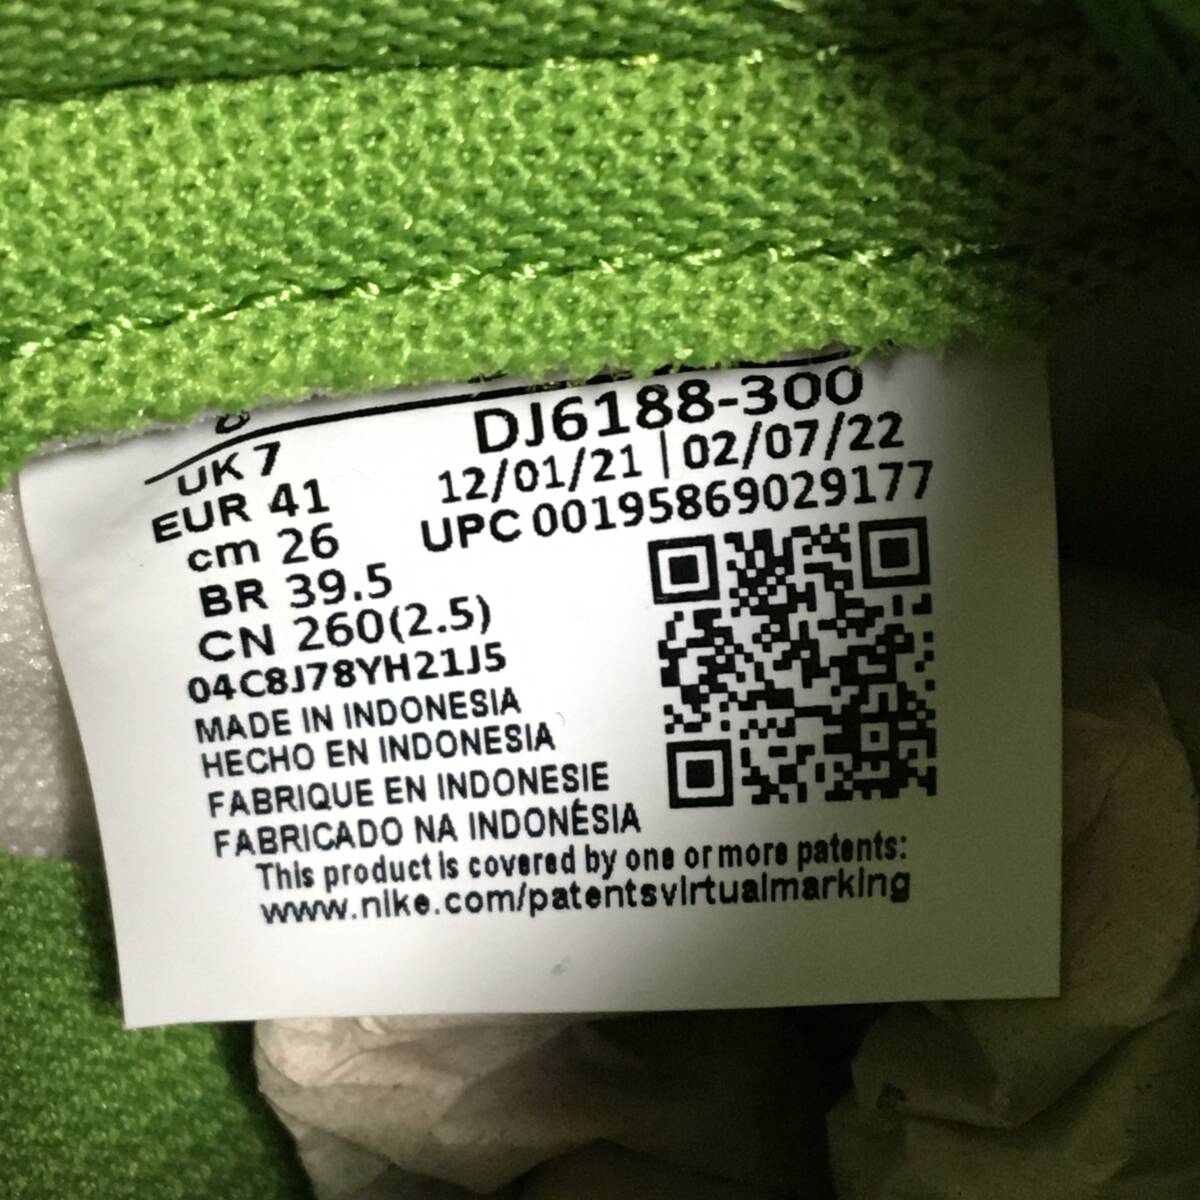 8
DJ6188-300
UK 7
12/01/21 | 02/07/22
EUR 41
UPC 00195869029177
cm 26
BR 39.5
CN 260(2.5)
04C8J78YH21J5
MADE IN INDONESIA
HECHO EN INDONESIA
FABRIQUE EN INDONESIE
FABRICADO NA INDONÉSIA
This product is covered by one or more patents:
www.nike.com/patentsvirtualmarking